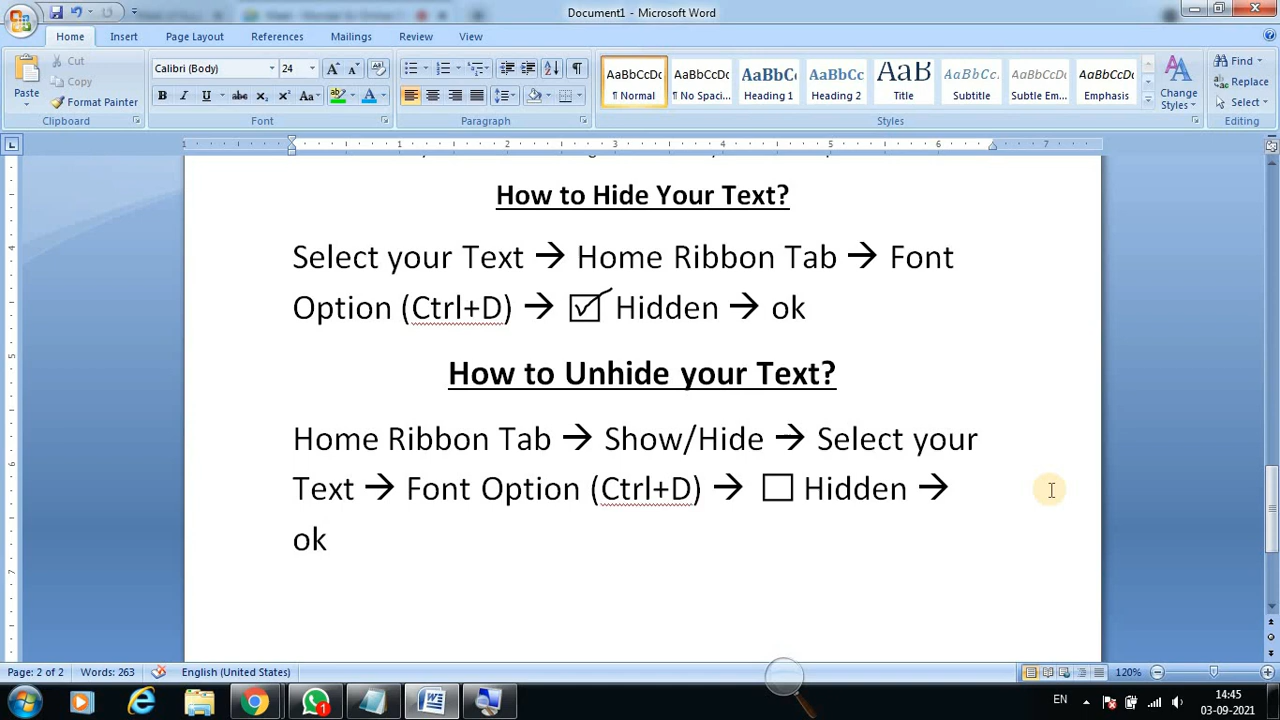 Document1 - Microsoft Word
Home Insert Page Layout References Mailings Review View
Paste
Cut
Copy
Format Painter
Clipboard
Calibri (Body) 24
Font
Paragraph
AaBbCcDc AaBbCcDc AaBbC AaBbCc AaB AaBbCc. AaBbCcDc AaBbCcDc
¶ Normal ¶ No Spaci... Heading 1 Heading 2 Title Subtitle Subtle Em... Emphasis
Styles
Change Styles
Find
Replace
Select
Editing
How to Hide Your Text?
Select your Text → Home Ribbon Tab → Font
Option (Ctrl+D) → ☑ Hidden → ok
How to Unhide your Text?
Home Ribbon Tab → Show/Hide → Select your
Text → Font Option (Ctrl+D) → ☐ Hidden →
ok
Page: 2 of 2 Words: 263 English (United States) 120%
EN
14:45
03-09-2021